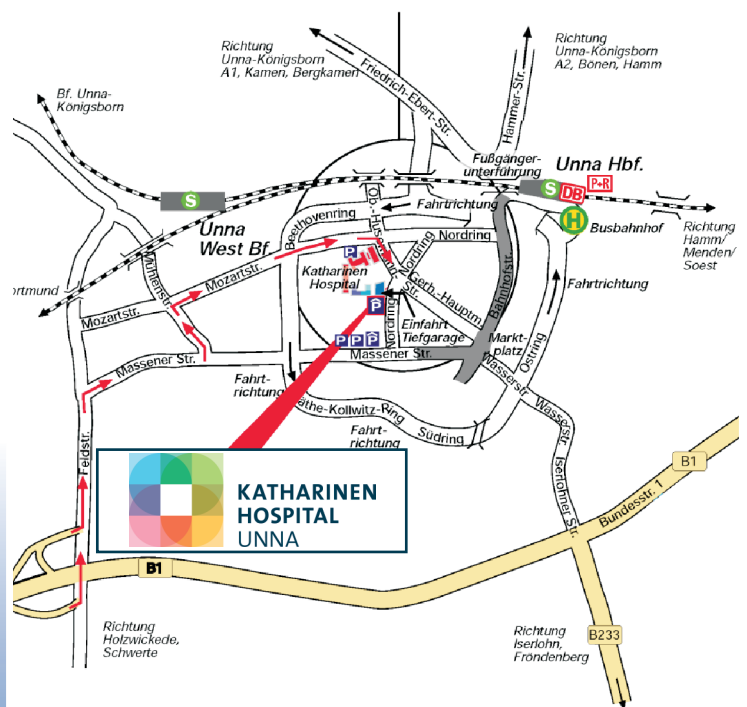 Richtung
Unna-Königsborn
A1, Kamen, Bergkamen
Richtung
Unna-Königsborn
A2, Bönen, Hamm
Bf. Unna-
Königsborn
Friedrich-Ebert-Str.
Hammer-Str.
Fußgänger-
unterführung
Unna Hbf.
S
DB
P+R
S
Unna
West Bf.
H
Busbahnhof
Richtung
Hamm/
Menden/
Soest
Fahrtrichtung
Beethovenring
Nordring
Nordring
Bahnhofstr.
Fahrtrichtung
Mühlenstr.
Mozartstr.
Mozartstr.
P
Katharinen
Hospital
Gerh.-Hauptm.
Str.
P
Nordring
Einfahrt
Tiefgarage
ortmund
P P P
Massener Str.
Massener Str.
Markt-
platz
Ostring
Fahrt-
richtung
äthe-Kollwitz-Ring
Fahrt-
richtung
Südring
Wasserstr.
Iserlohner Str.
Feldstr.
KATHARINEN
HOSPITAL
UNNA
B1
Bundesstr. 1
B1
Richtung
Holzwickede,
Schwerte
Richtung
Iserlohn,
Fröndenberg
B233